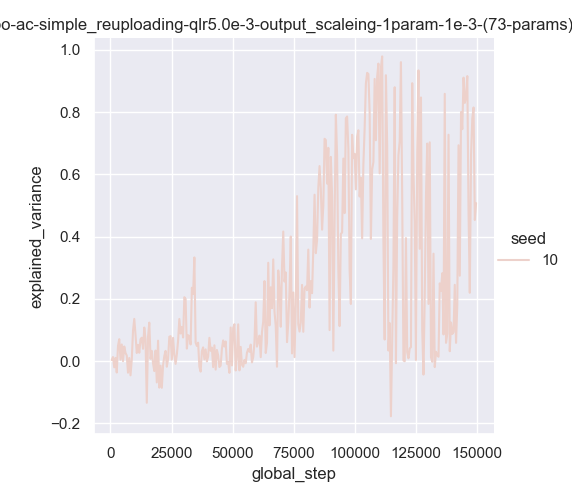 o-ac-simple_reuploading-qlr5.0e-3-output_scaleing-1param-1e-3-(73-params)
1.0
0.8
0.6
0.4
0.2
0.0
−0.2
explained_variance
0 25000 50000 75000 100000 125000 150000
global_step
seed
10